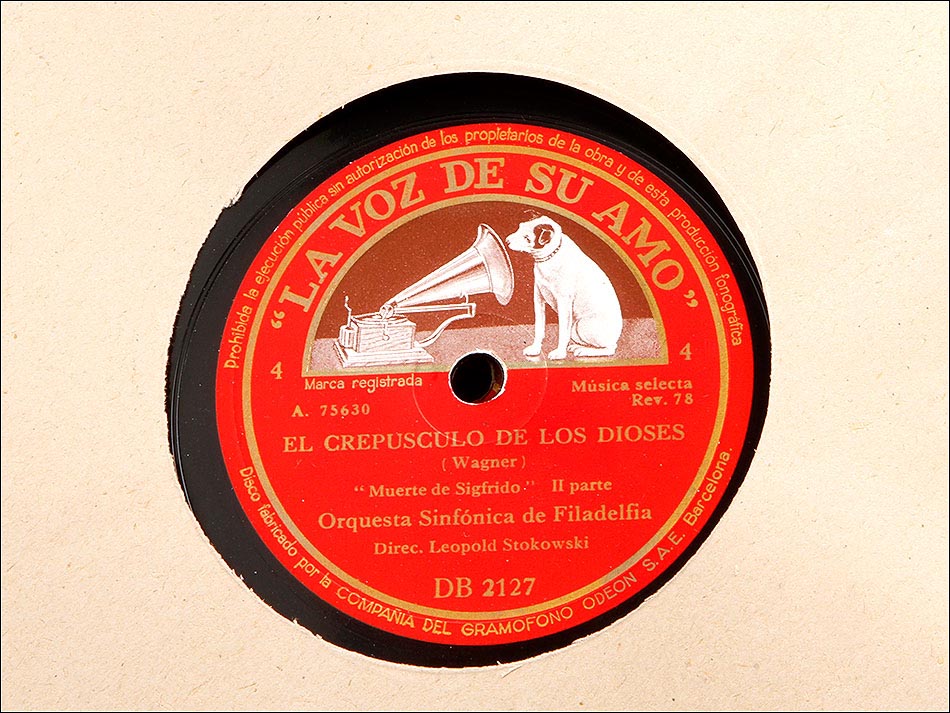 Prohibida la ejecución pública sin autorización de los propietarios de la obra y de esta producción fonográfica
“LA VOZ DE SU AMO”
4 4
Marca registrada
Música selecta
A. 75630
Rev. 78
EL CREPUSCULO DE LOS DIOSES
(Wagner)
“Muerte de Sigfrido” II parte
Orquesta Sinfónica de Filadelfia
Direc. Leopold Stokowski
DB 2127
Disco fabricado por la COMPAÑIA DEL GRAMOFONO ODEON S.A.E. Barcelona.